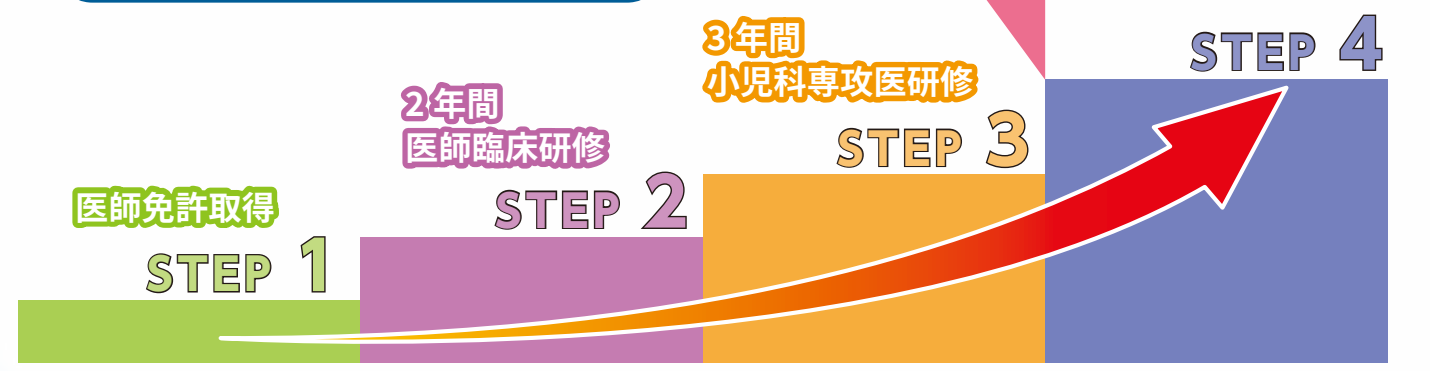 医師免許取得
STEP 1
2年間
医師臨床研修
STEP 2
3年間
小児科専攻医研修
STEP 3
STEP 4